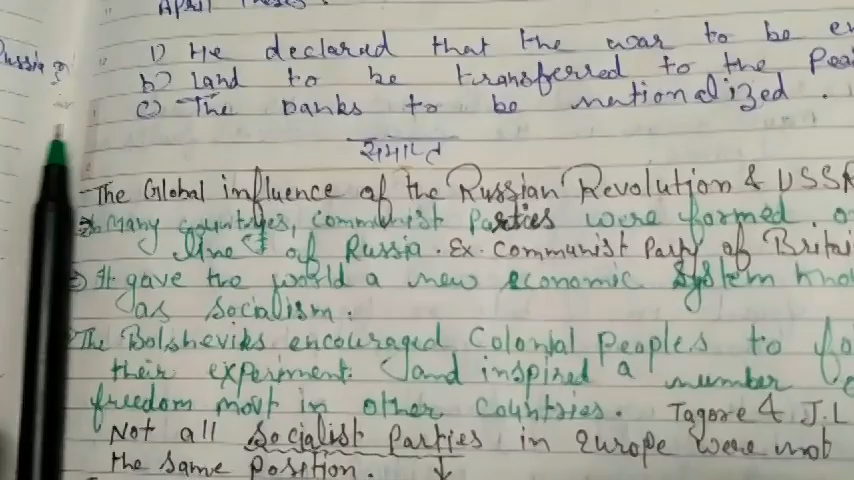 April Theses.
Russia?
1) He declared that the war to be
b) Land to be transferred to the
c) The Banks to be nationalized.
समाप्त
The Global influence of the Russian Revolution & USSR
Many countries, communist Parties were formed. o
line of Russia. Ex. Communist Party of Britai
It gave the world a new economic system kno
as socialism.
The Bolsheviks encouraged Colonial Peoples to fo
their experiment. and inspired a number
freedom movt in other countries. Tagore & J.L
Not all Socialist Parties in Europe were not
the same position.